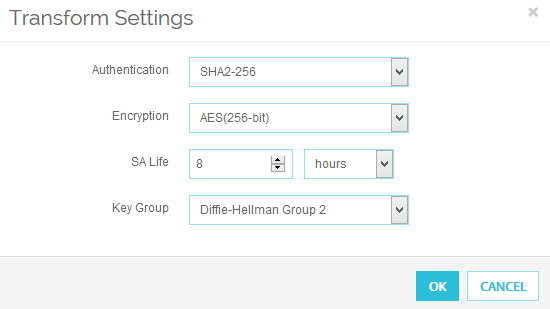 Transform Settings ×
Authentication SHA2-256
Encryption AES(256-bit)
SA Life 8 hours
Key Group Diffie-Hellman Group 2
OK CANCEL